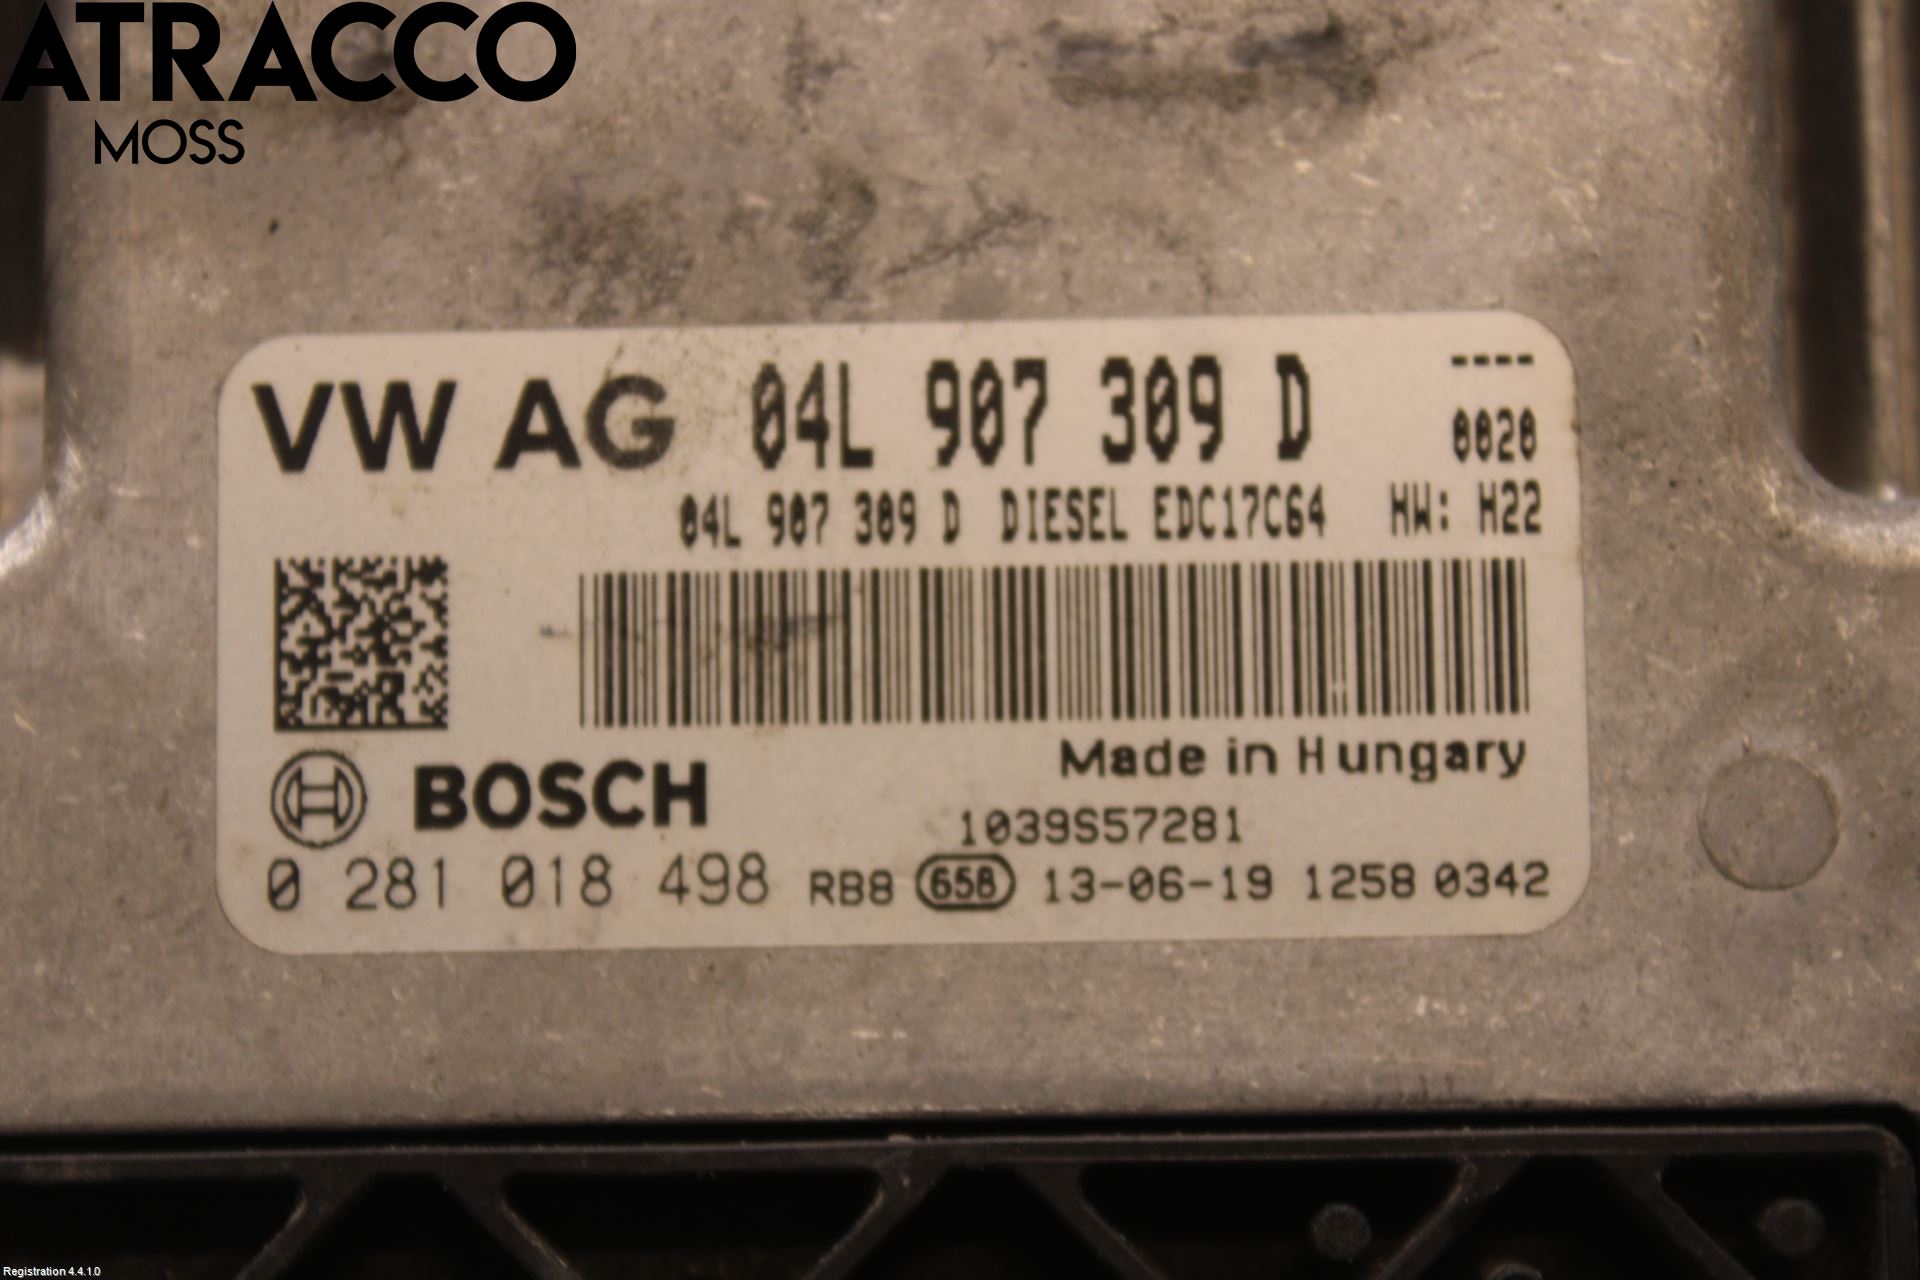 ATRACCO
MOSS
VW AG 04L 907 309 D ----
0020
04L 907 309 D DIESEL EDC17C64 HW: H22
Made in Hungary
BOSCH
1039S57281
0 281 018 498 RB8 658 13-06-19 1258 0342
Registration 4.4.1.0